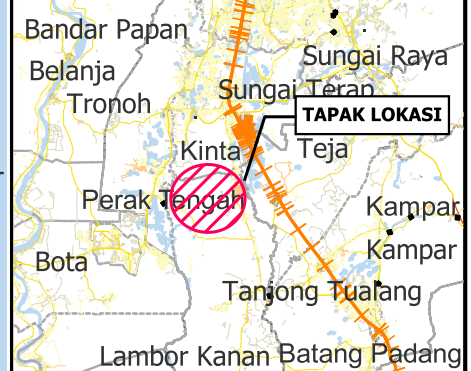 Bandar Papan
Sungai Raya
Belanja
Sungai Terap
Tronoh
TAPAK LOKASI
Kinta
Teja
Perak Tengah
Kampar
Kampar
Bota
Tanjong Tualang
Lambor Kanan
Batang Padang